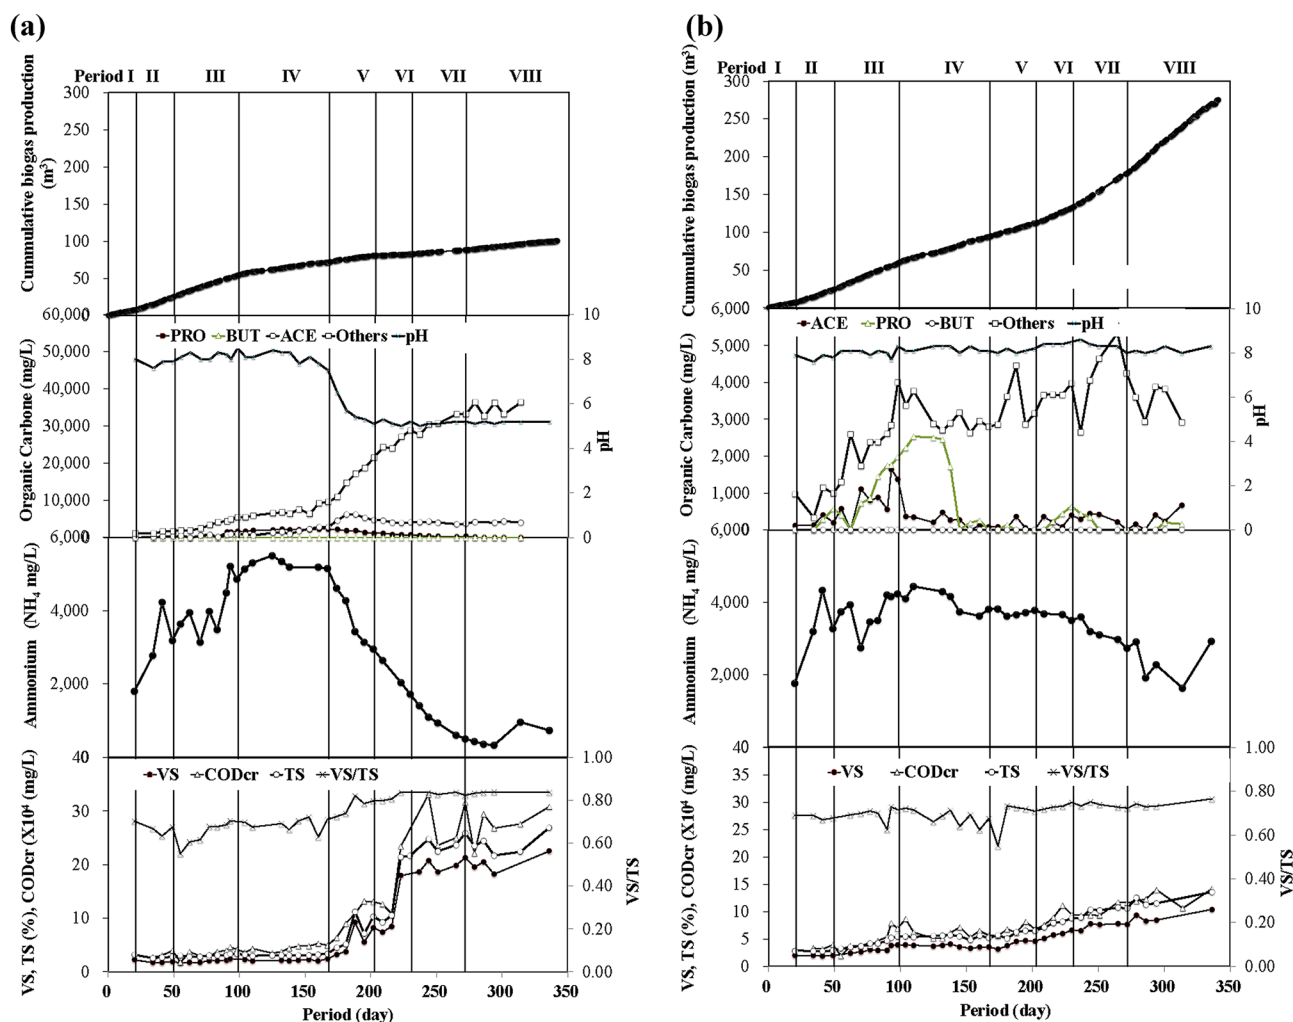 (a)
Period I II III IV V VI VII VIII
Cummulative biogas production
(m³)
300
250
200
150
100
50
60,000
0
10
PRO BUT ACE Others pH
Organic Carbone (mg/L)
50,000
40,000
30,000
20,000
10,000
6,000
0
8
6
4
2
0
pH
Ammonium (NH₄ mg/L)
4,000
2,000
40
0
1.00
VS CODcr TS VS/TS
VS, TS (%), CODcr (X10⁴ (mg/L)
30
20
10
0
0.80
0.60
0.40
0.20
0.00
VS/TS
0 50 100 150 200 250 300 350
Period (day)
(b)
Period I II III IV V VI VII VIII
Cummulative biogas production (m³)
300
250
200
150
100
50
6,000
0
10
ACE PRO BUT Others pH
Organic Carbone (mg/L)
5,000
4,000
3,000
2,000
1,000
6,000
0
8
6
4
2
0
pH
Ammonium (NH₄ mg/L)
4,000
2,000
40
0
1.00
VS CODcr TS VS/TS
VS, TS (%), CODcr (X10⁴ (mg/L)
35
30
25
20
15
10
5
0
0.80
0.60
0.40
0.20
0.00
VS/TS
0 50 100 150 200 250 300 350
Period (day)